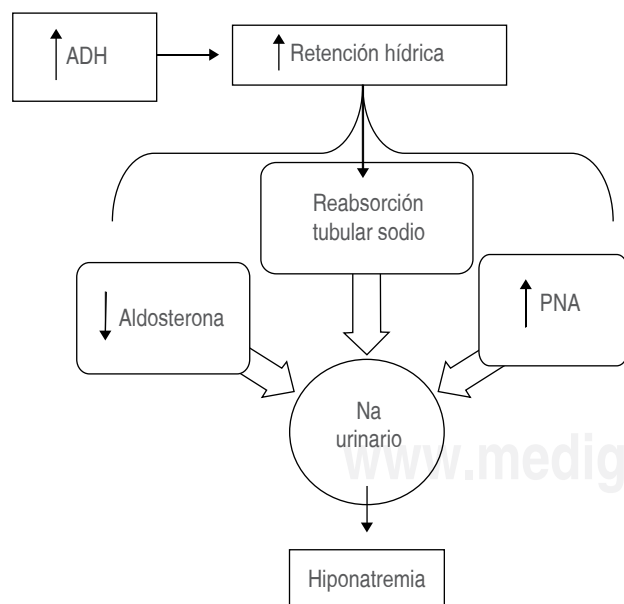 ADH
Retención hídrica
Reabsorción
tubular sodio
Aldosterona
PNA
Na
urinario
www.medig
Hiponatremia